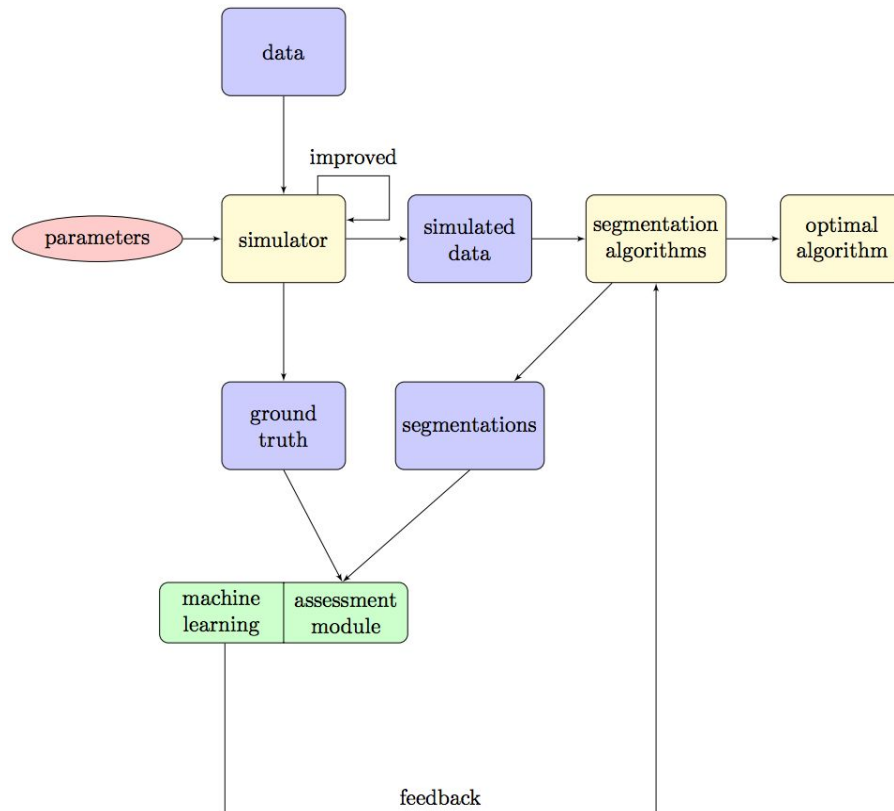 data
improved
parameters
simulator
simulated
data
segmentation
algorithms
optimal
algorithm
ground
truth
segmentations
machine
learning
assessment
module
feedback